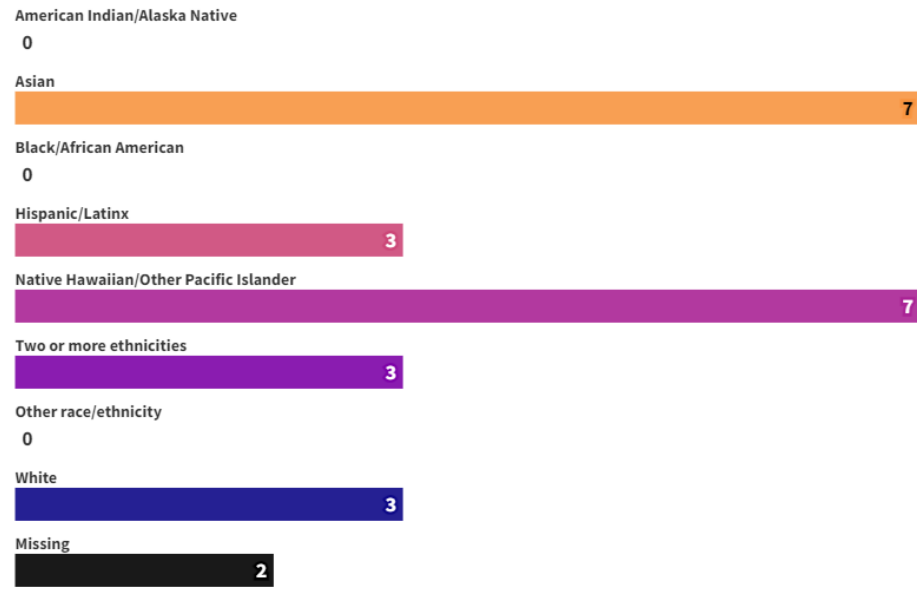 American Indian/Alaska Native
0
Asian
7
Black/African American
0
Hispanic/Latinx
3
Native Hawaiian/Other Pacific Islander
7
Two or more ethnicities
3
Other race/ethnicity
0
White
3
Missing
2